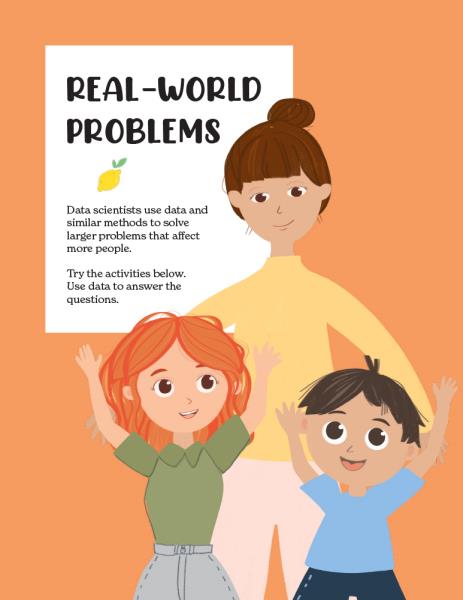 REAL-WORLD
PROBLEMS
Data scientists use data and
similar methods to solve
larger problems that affect
more people.
Try the activities below.
Use data to answer the
questions.